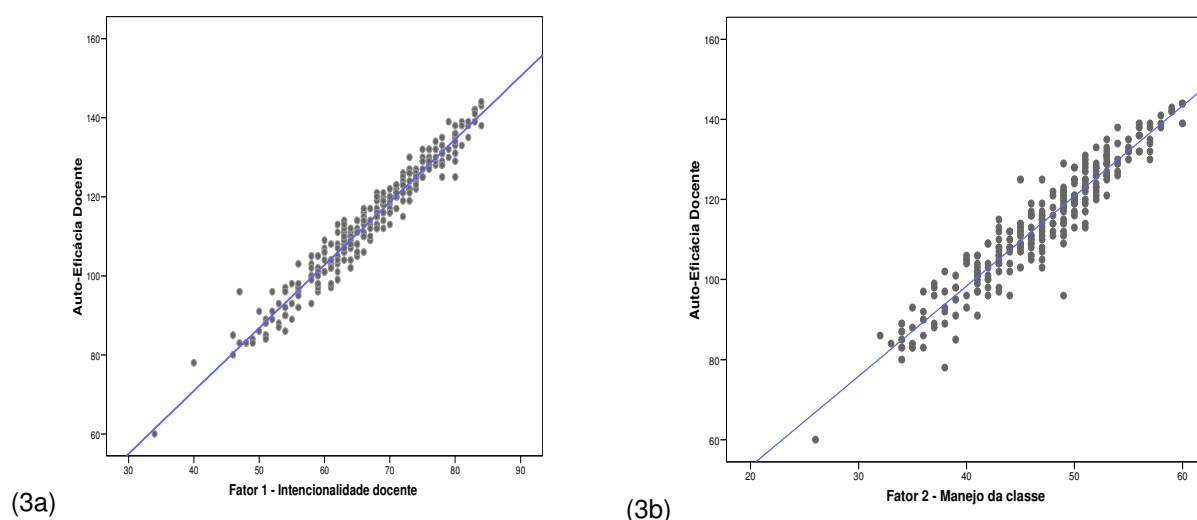 160
140
120
100
80
60
Auto-Eficácia Docente
30 40 50 60 70 80 90
Fator 1 - Intencionalidade docente
(3a)
160
140
120
100
80
60
Auto-Eficácia Docente
20 30 40 50 60
Fator 2 - Manejo da classe
(3b)